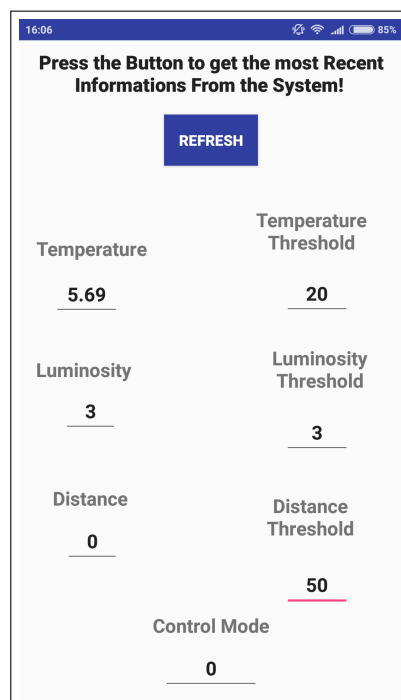 16:06 85%
Press the Button to get the most Recent
Informations From the System!
REFRESH
Temperature
5.69
Temperature
Threshold
20
Luminosity
3
Luminosity
Threshold
3
Distance
0
Distance
Threshold
50
Control Mode
0